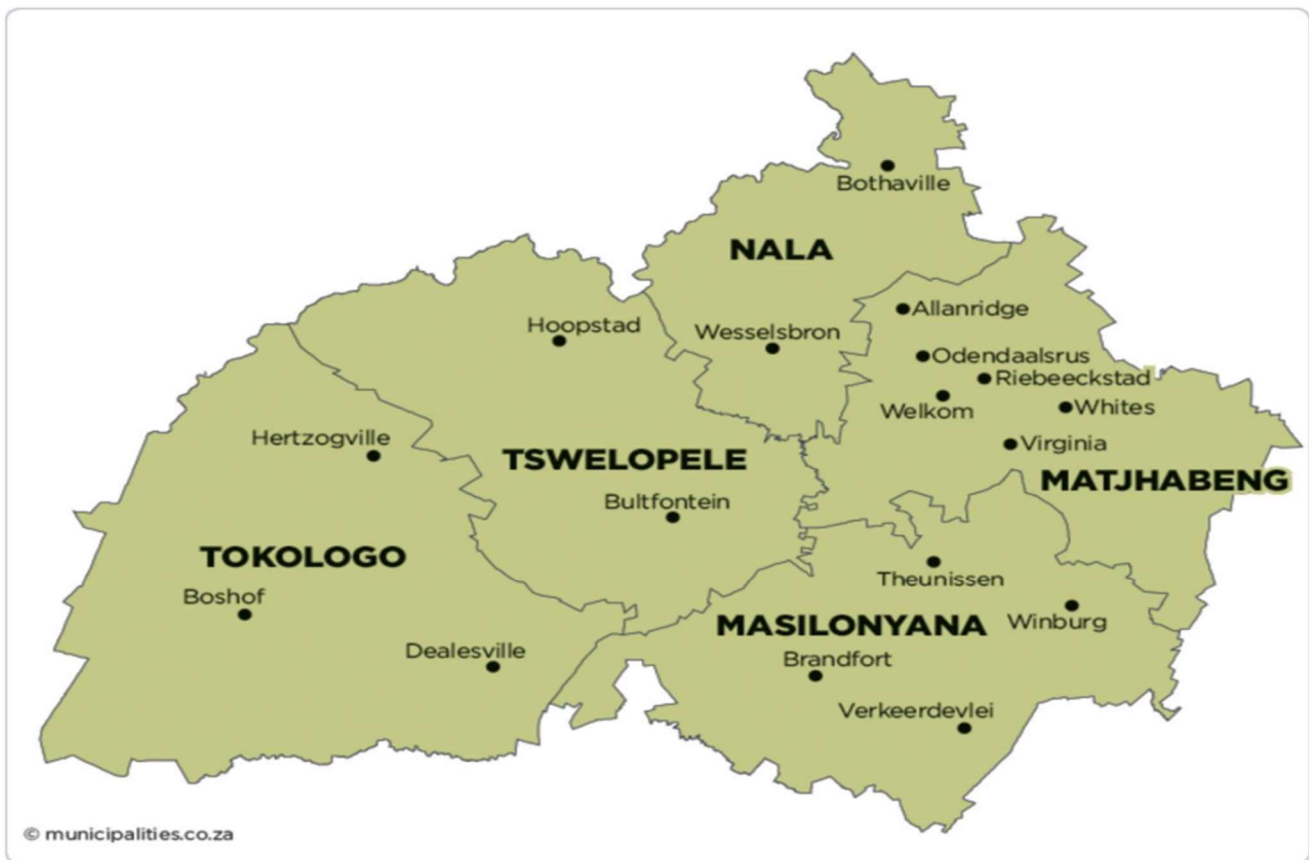 Bothaville
NALA
Allanridge
Hoopstad
Wesselsbron
Odendaalsrus
Riebeeckstad
Welkom
Whites
Hertzogville
Virginia
TSWELOPELE
MATJHABENG
Bultfontein
TOKOLOGO
Theunissen
Boshof
Winburg
MASILONYANA
Dealesville
Brandfort
Verkeerdevlei
© municipalities.co.za